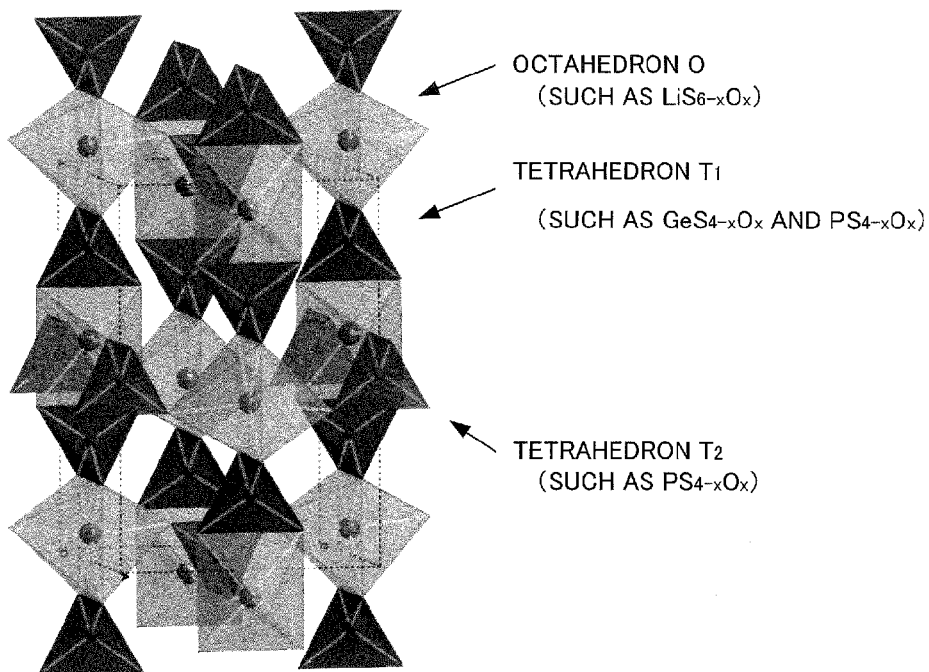 OCTAHEDRON O
(SUCH AS LiS6-xOx)
TETRAHEDRON T1
(SUCH AS GeS4-xOx AND PS4-xOx)
TETRAHEDRON T2
(SUCH AS PS4-xOx)